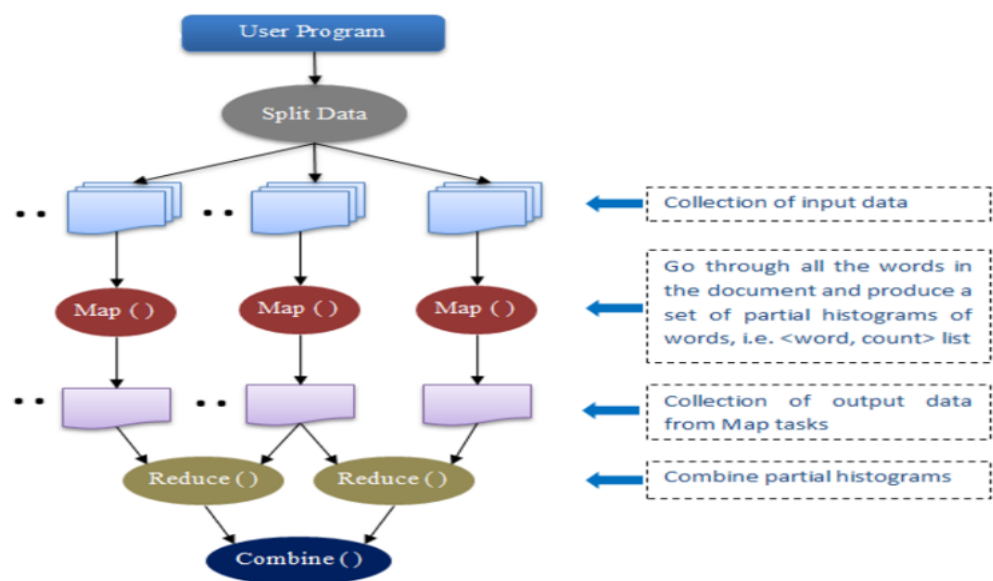 User Program
Split Data
Collection of input data
Map ( )
Map ( )
Map ( )
Go through all the words in
the document and produce a
set of partial histograms of
words, i.e. <word, count> list
Collection of output data
from Map tasks
Reduce ( )
Reduce ( )
Combine partial histograms
Combine ( )